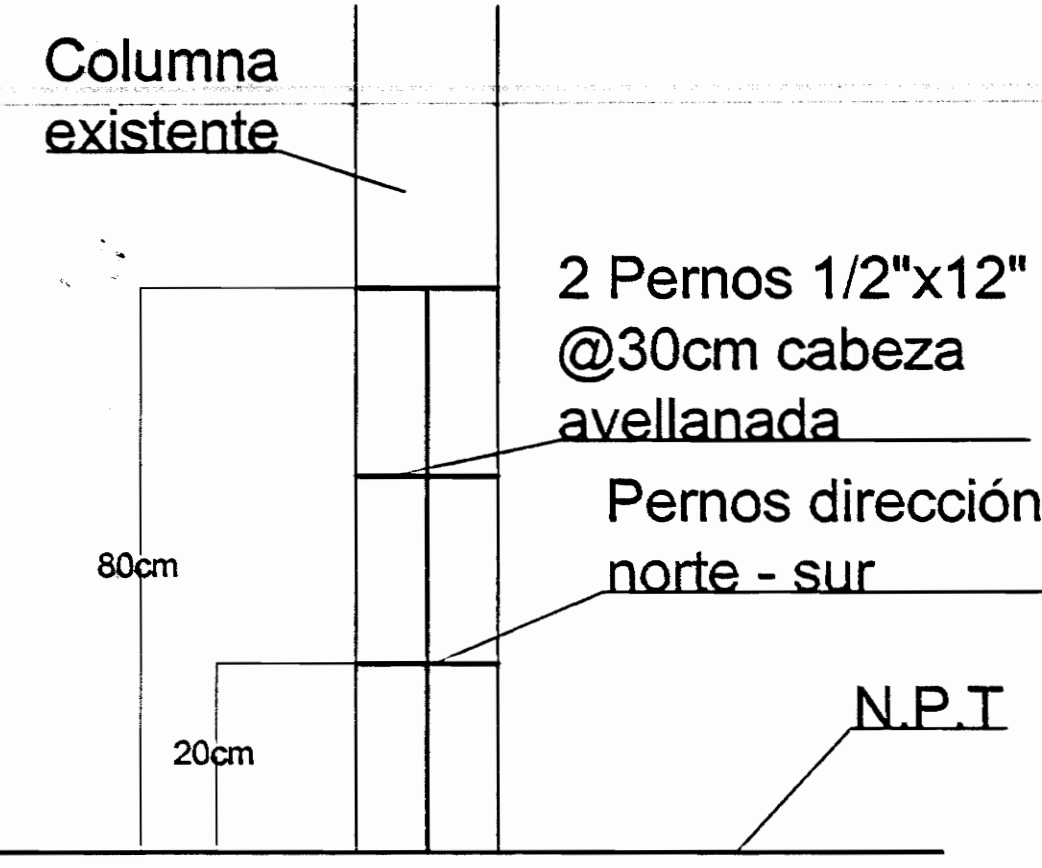 Columna
existente
2 Pernos 1/2"x12"
@30cm cabeza
avellanada
Pernos dirección
norte - sur
80cm
20cm
N.P.T